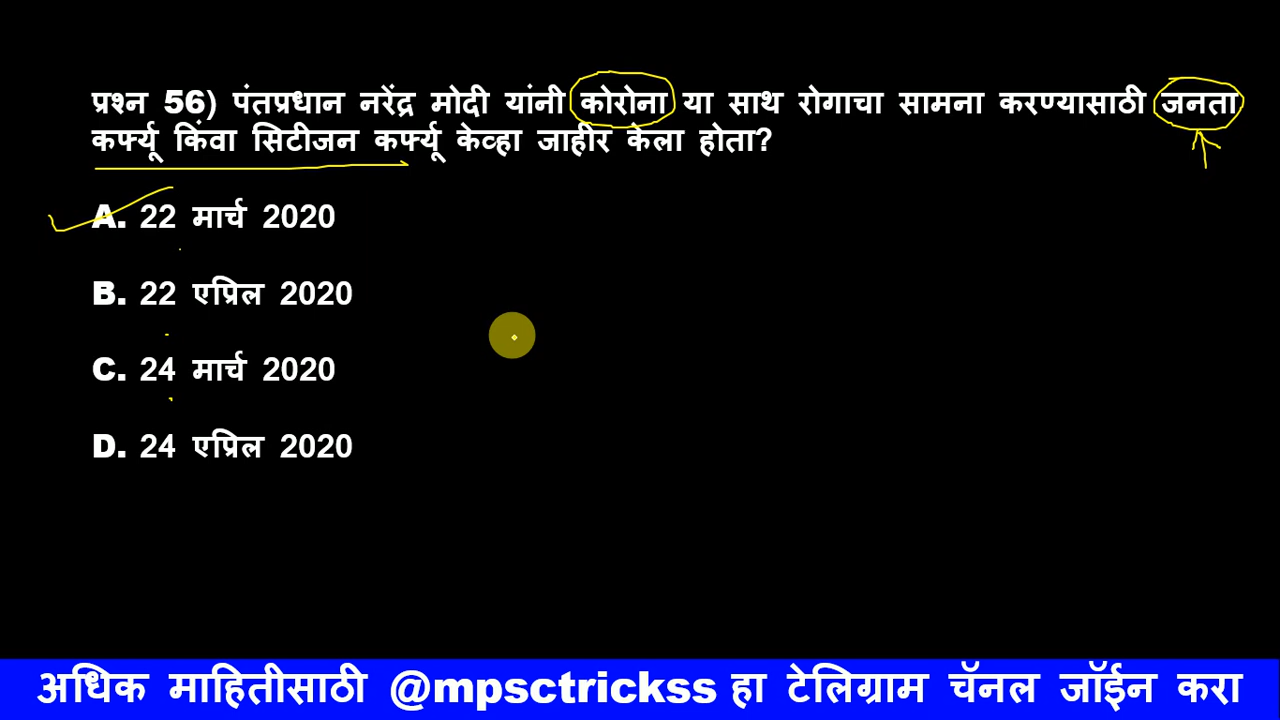 प्रश्न 56) पंतप्रधान नरेंद्र मोदी यांनी कोरोना या साथ रोगाचा सामना करण्यासाठी जनता
कर्फ्यू किंवा सिटीजन कर्फ्यू केव्हा जाहीर केला होता?
A. 22 मार्च 2020
B. 22 एप्रिल 2020
C. 24 मार्च 2020
D. 24 एप्रिल 2020
अधिक माहितीसाठी @mpsctrickss हा टेलिग्राम चॅनल जॉईन करा